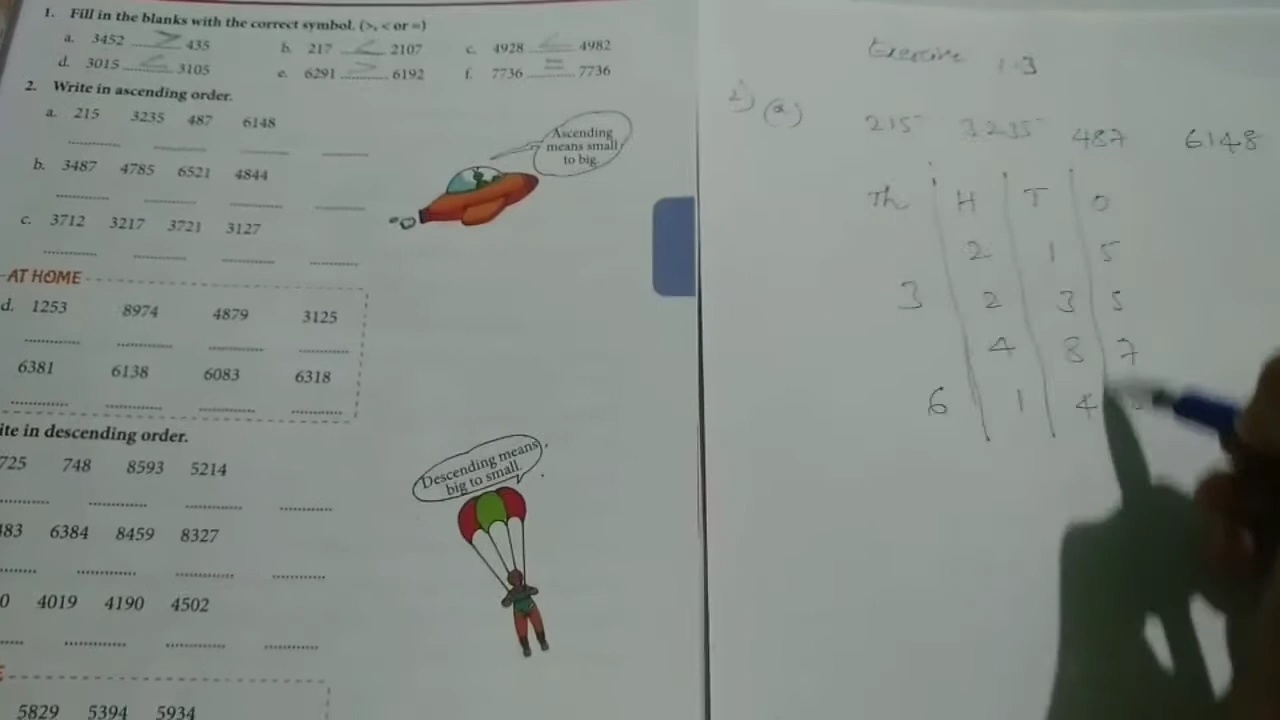 1. Fill in the blanks with the correct symbol. (>, < or =)
a. 3452 > 435 b. 217 < 2107 c. 4928 < 4982
d. 3015 < 3105 e. 6291 > 6192 f. 7736 = 7736
2. Write in ascending order.
a. 215 3235 487 6148
b. 3487 4785 6521 4844
c. 3712 3217 3721 3127
Ascending
means small
to big.
AT HOME
d. 1253 8974 4879 3125
6381 6138 6083 6318
ite in descending order.
725 748 8593 5214
483 6384 8459 8327
0 4019 4190 4502
5829 5394 5934
Descending means
big to small.
Exercise 1.3
2) (a)
215 3235 487 6148
Th H T O
2 1 5
3 2 3 5
4 8 7
6 1 4